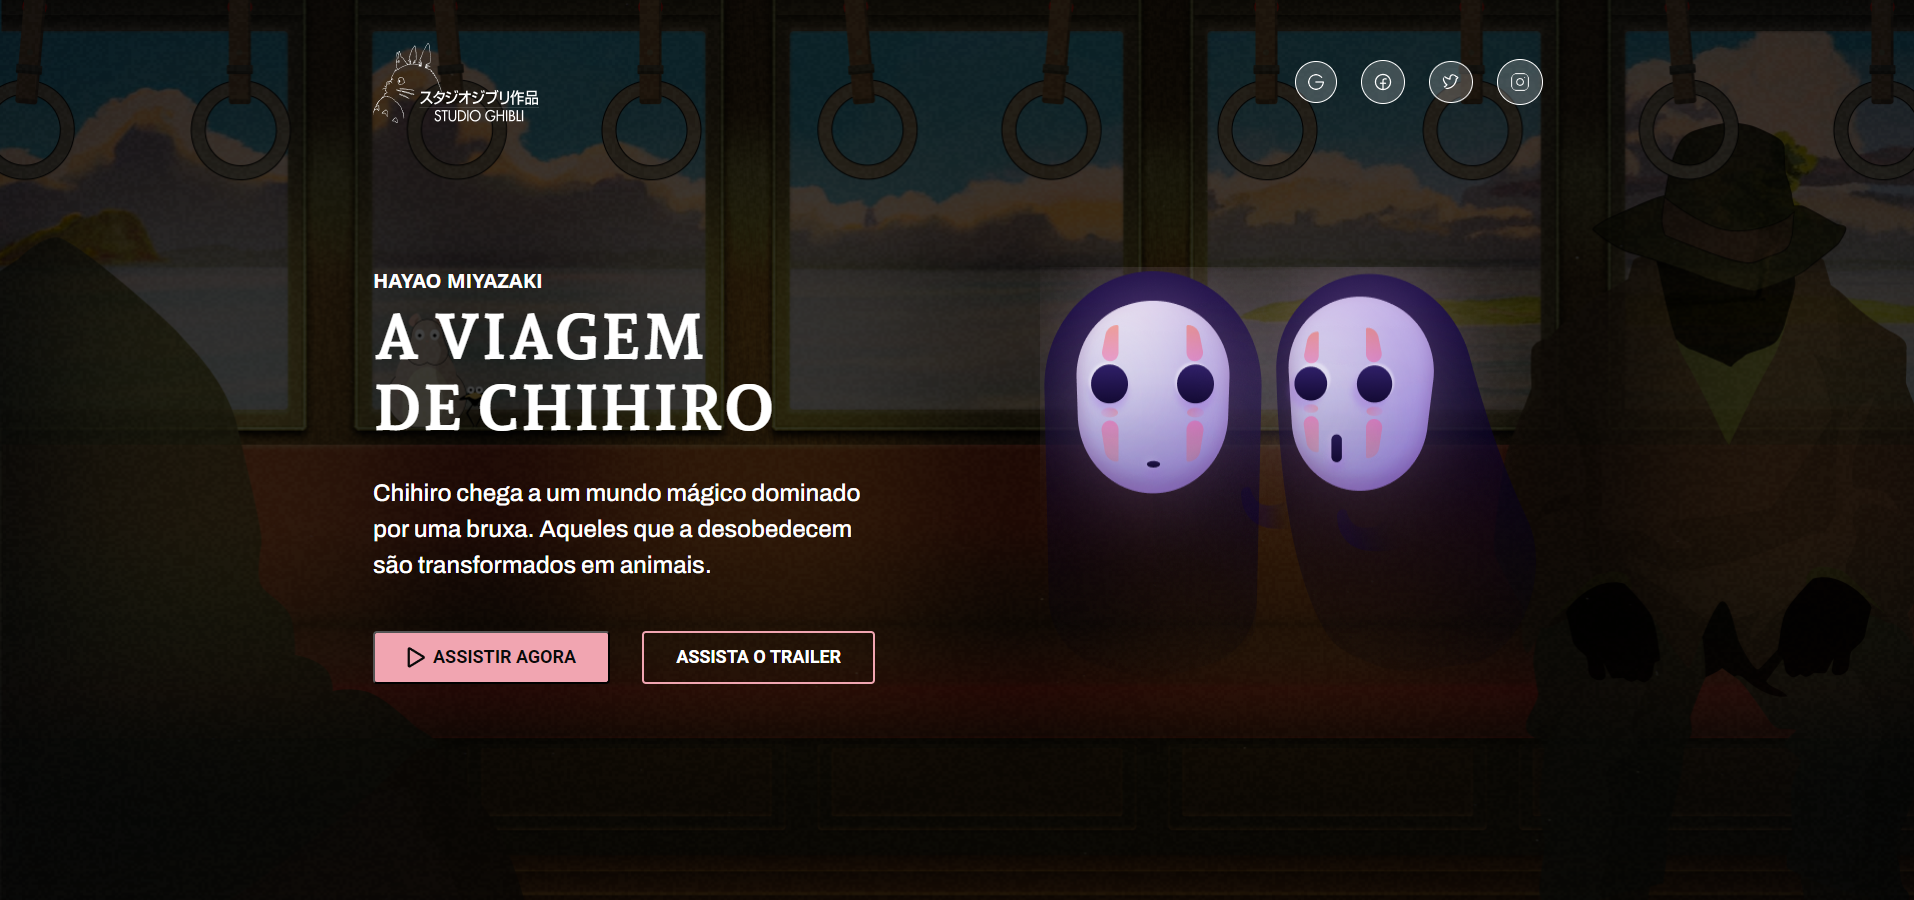 スタジオジブリ作品
STUDIO GHIBLI
HAYAO MIYAZAKI
A VIAGEM
DE CHIHIRO
Chihiro chega a um mundo mágico dominado
por uma bruxa. Aqueles que a desobedecem
são transformados em animais.
ASSISTIR AGORA
ASSISTA O TRAILER